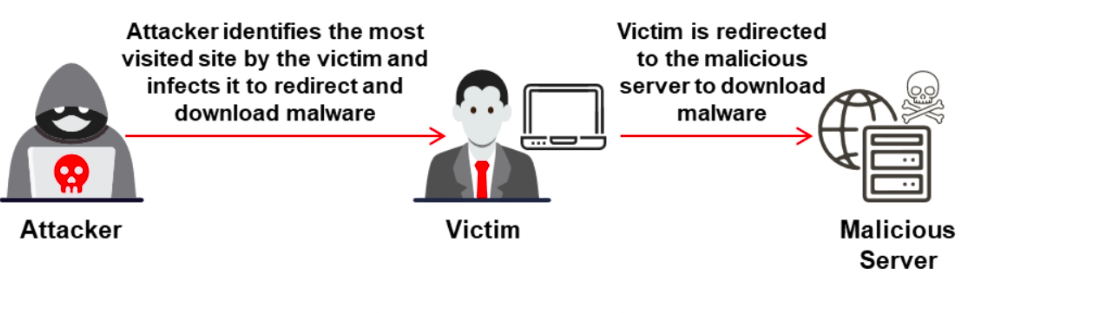 Attacker identifies the most
visited site by the victim and
infects it to redirect and
download malware
Victim is redirected
to the malicious
server to download
malware
Attacker
Victim
Malicious
Server